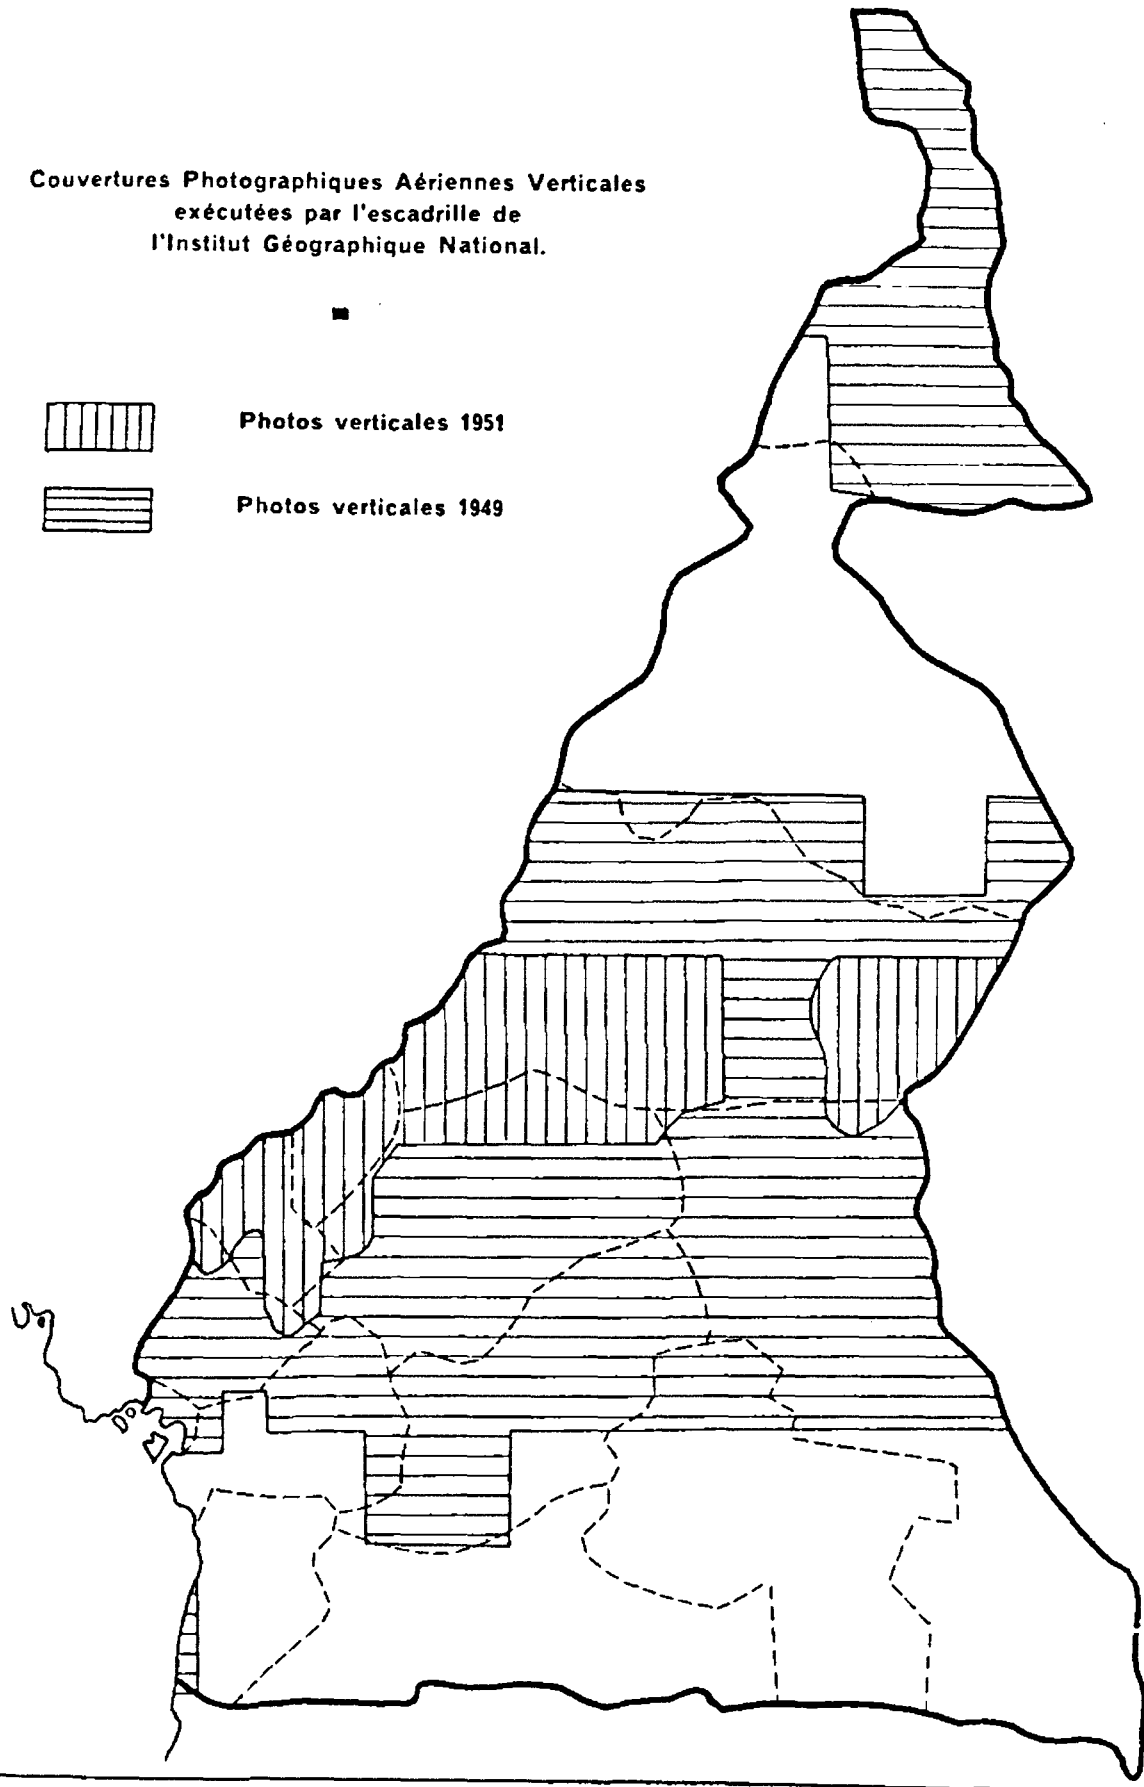 Couvertures Photographiques Aériennes Verticales
exécutées par l'escadrille de
l'Institut Géographique National.
Photos verticales 1951
Photos verticales 1949